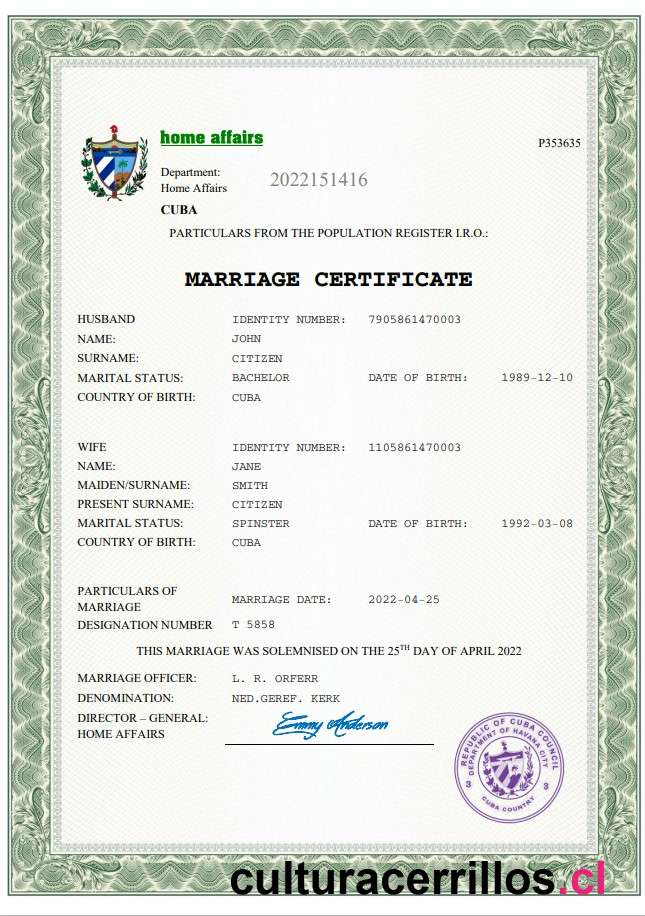 home affairs
P353635
Department:
Home Affairs
2022151416
CUBA
PARTICULARS FROM THE POPULATION REGISTER I.R.O.:
MARRIAGE CERTIFICATE
HUSBAND IDENTITY NUMBER: 7905861470003
NAME: JOHN
SURNAME: CITIZEN
MARITAL STATUS: BACHELOR DATE OF BIRTH: 1989-12-10
COUNTRY OF BIRTH: CUBA
WIFE IDENTITY NUMBER: 1105861470003
NAME: JANE
MAIDEN/SURNAME: SMITH
PRESENT SURNAME: CITIZEN
MARITAL STATUS: SPINSTER DATE OF BIRTH: 1992-03-08
COUNTRY OF BIRTH: CUBA
PARTICULARS OF
MARRIAGE MARRIAGE DATE: 2022-04-25
DESIGNATION NUMBER T 5858
THIS MARRIAGE WAS SOLEMNISED ON THE 25TH DAY OF APRIL 2022
MARRIAGE OFFICER: L. R. ORFERR
DENOMINATION: NED.GEREF. KERK
DIRECTOR – GENERAL: Emmy Anderson
HOME AFFAIRS
REPUBLIC OF CUBA COUNCIL
DEPARTMENT OF HAVANA CITY
3 3
CUBA COUNTRY
culturacerrillos.cl